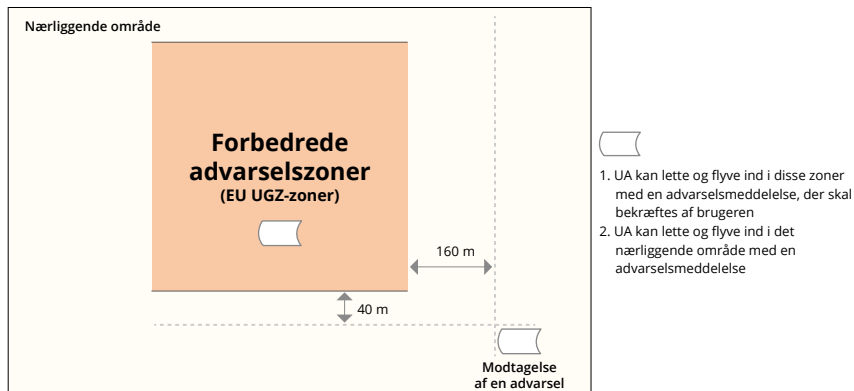 Nærliggende område
Forbedrede
advarselszoner
(EU UGZ-zoner)
160 m
40 m
Modtagelse
af en advarsel
1. UA kan lette og flyve ind i disse zoner
med en advarselsmeddelelse, der skal
bekræftes af brugeren
2. UA kan lette og flyve ind i det
nærliggende område med en
advarselsmeddelelse